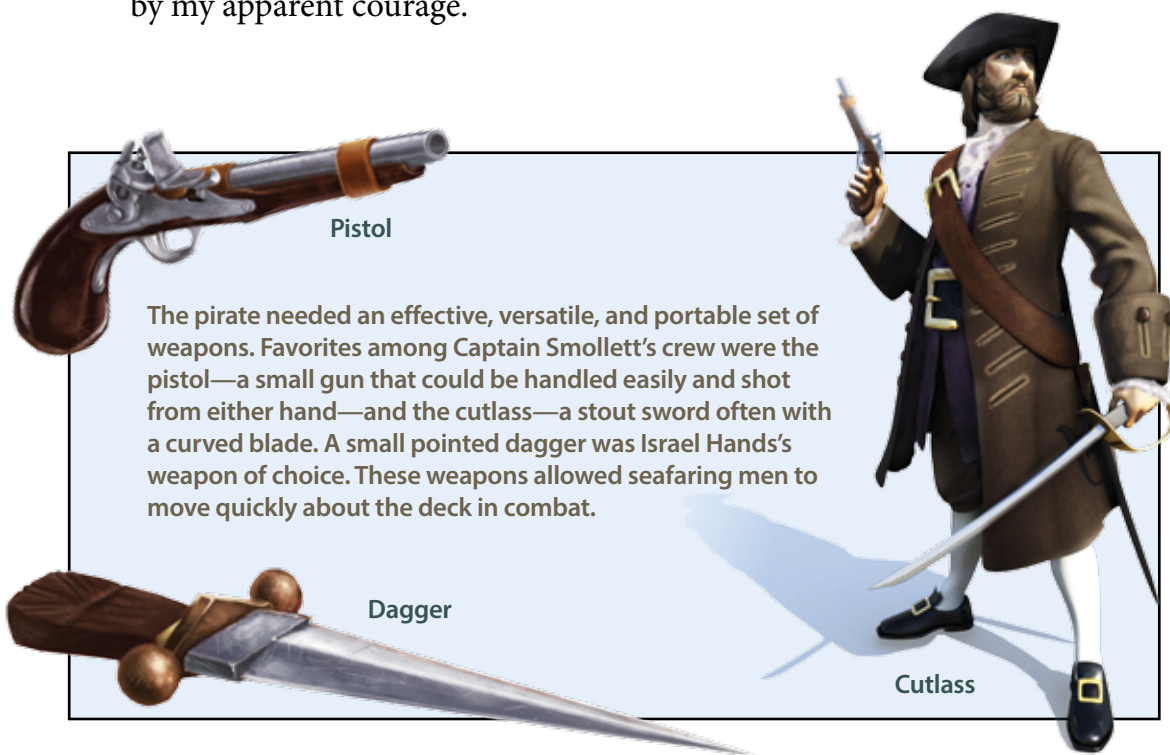 by my apparent courage.
Pistol
The pirate needed an effective, versatile, and portable set of
weapons. Favorites among Captain Smollett’s crew were the
pistol—a small gun that could be handled easily and shot
from either hand—and the cutlass—a stout sword often with
a curved blade. A small pointed dagger was Israel Hands’s
weapon of choice. These weapons allowed seafaring men to
move quickly about the deck in combat.
Dagger
Cutlass